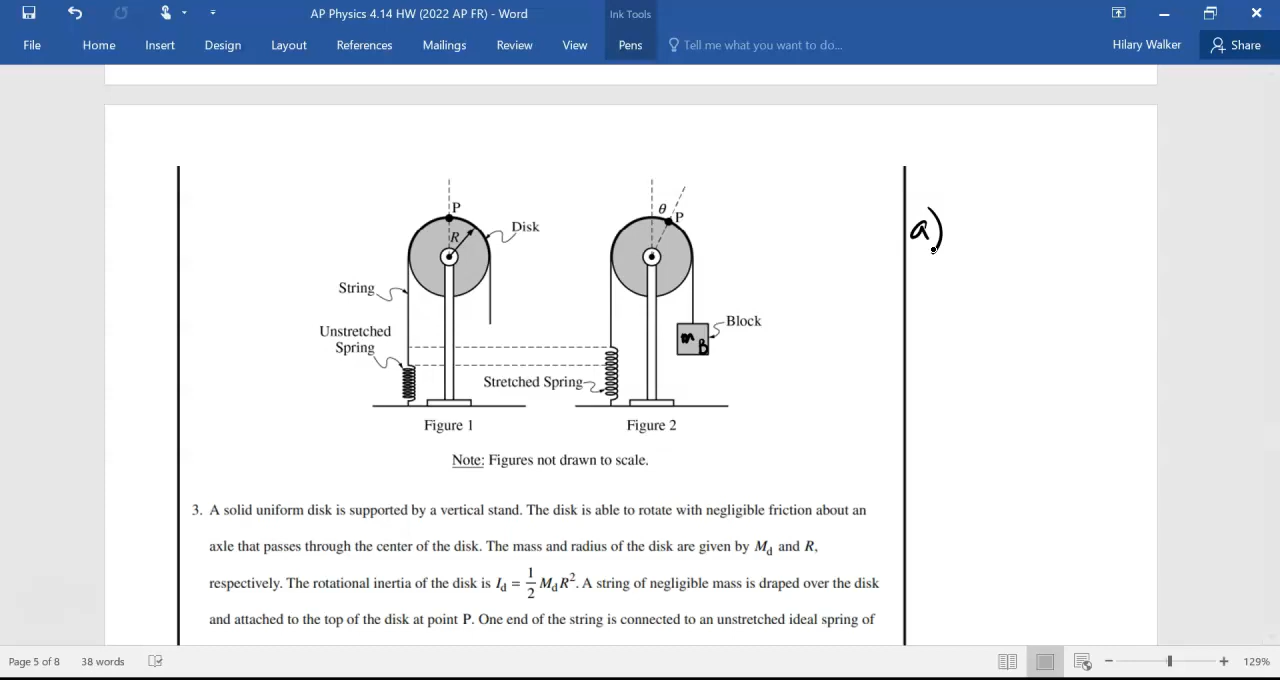 AP Physics 4.14 HW (2022 AP FR) - Word
Ink Tools
File Home Insert Design Layout References Mailings Review View Pens Tell me what you want to do... Hilary Walker Share
P
R
Disk
String
Unstretched
Spring
θ
P
Block
m B
Stretched Spring
Figure 1
Figure 2
Note: Figures not drawn to scale.
a)
3. A solid uniform disk is supported by a vertical stand. The disk is able to rotate with negligible friction about an
axle that passes through the center of the disk. The mass and radius of the disk are given by M_d and R,
respectively. The rotational inertia of the disk is I_d = 1/2 M_d R². A string of negligible mass is draped over the disk
and attached to the top of the disk at point P. One end of the string is connected to an unstretched ideal spring of
Page 5 of 8 38 words 129%